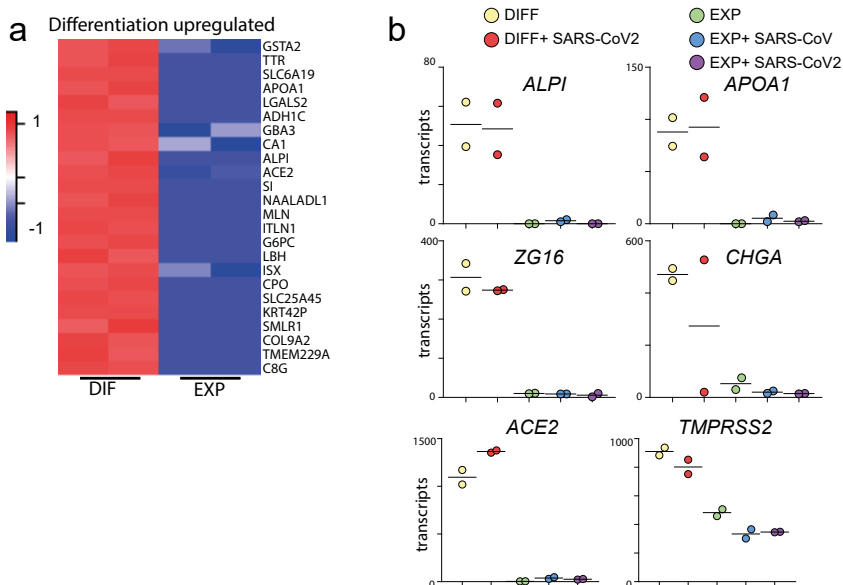 a
Differentiation upregulated
1
0
-1
GSTA2
TTR
SLC6A19
APOA1
LGALS2
ADH1C
GBA3
CA1
ALPI
ACE2
SI
NAALADL1
MLN
ITLN1
G6PC
LBH
ISX
CPO
SLC25A45
KRT42P
SMLR1
COL9A2
TMEM229A
C8G
DIF EXP
b
DIFF
DIFF+ SARS-CoV2
EXP
EXP+ SARS-CoV
EXP+ SARS-CoV2
ALPI
80
0
transcripts
APOA1
150
0
ZG16
400
0
transcripts
CHGA
600
0
ACE2
1500
0
transcripts
TMPRSS2
1000
0